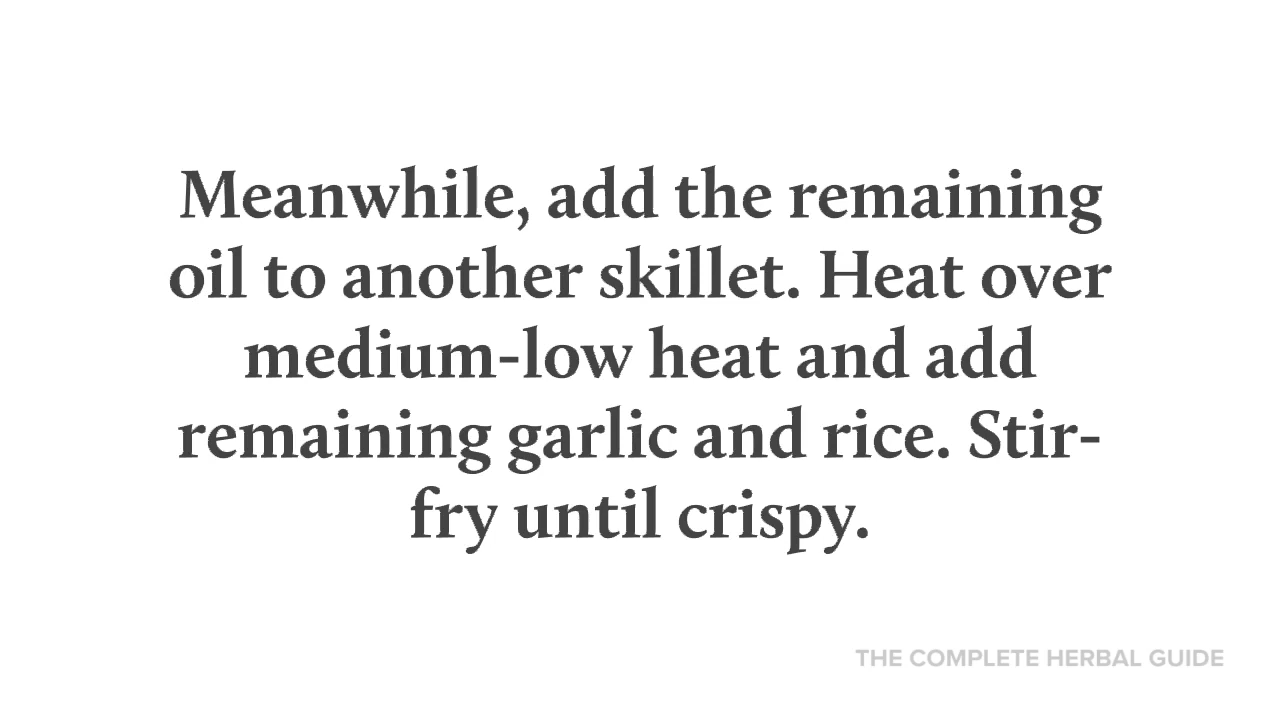 Meanwhile, add the remaining
oil to another skillet. Heat over
medium-low heat and add
remaining garlic and rice. Stir-
fry until crispy.
THE COMPLETE HERBAL GUIDE